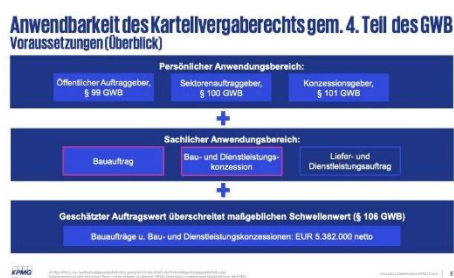 Anwendbarkeit des Kartellvergaberechts gem. 4. Teil des GWB
Voraussetzungen (Überblick)
Persönlicher Anwendungsbereich:
Öffentlicher Auftraggeber,
§ 99 GWB
Sektorenauftraggeber,
§ 100 GWB
Konzessionsgeber,
§ 101 GWB
+
Sachlicher Anwendungsbereich:
Bauauftrag
Bau- und Dienstleistungs-
konzession
Liefer- und
Dienstleistungsauftrag
+
Geschätzter Auftragswert überschreitet maßgeblichen Schwellenwert (§ 106 GWB)
Bauaufträge u. Bau- und Dienstleistungskonzessionen: EUR 5.382.000 netto
KPMG
6